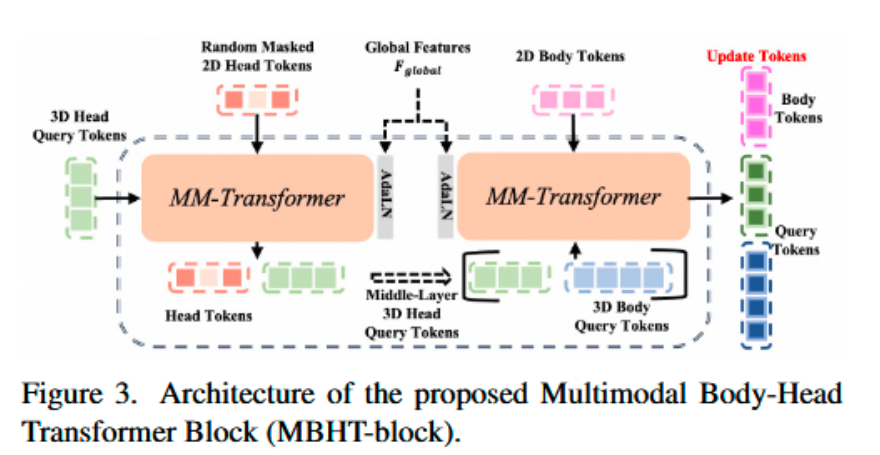 Random Masked
2D Head Tokens
Global Features
F_global
2D Body Tokens
Update Tokens
3D Head
Query Tokens
Body
Tokens
MM-Transformer
AdaLN
AdaLN
MM-Transformer
Query
Tokens
Head Tokens
Middle-Layer
3D Head
Query Tokens
3D Body
Query Tokens
Figure 3. Architecture of the proposed Multimodal Body-Head
Transformer Block (MBHT-block).